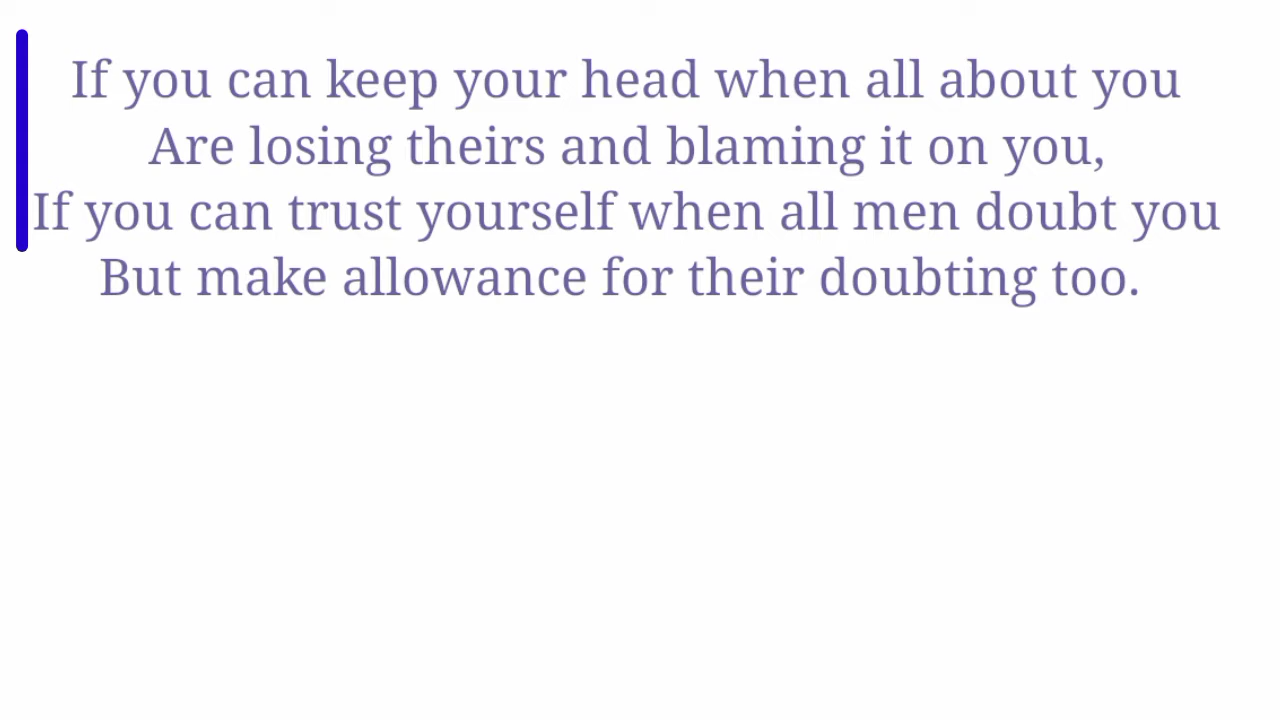 If you can keep your head when all about you
Are losing theirs and blaming it on you,
If you can trust yourself when all men doubt you
But make allowance for their doubting too.